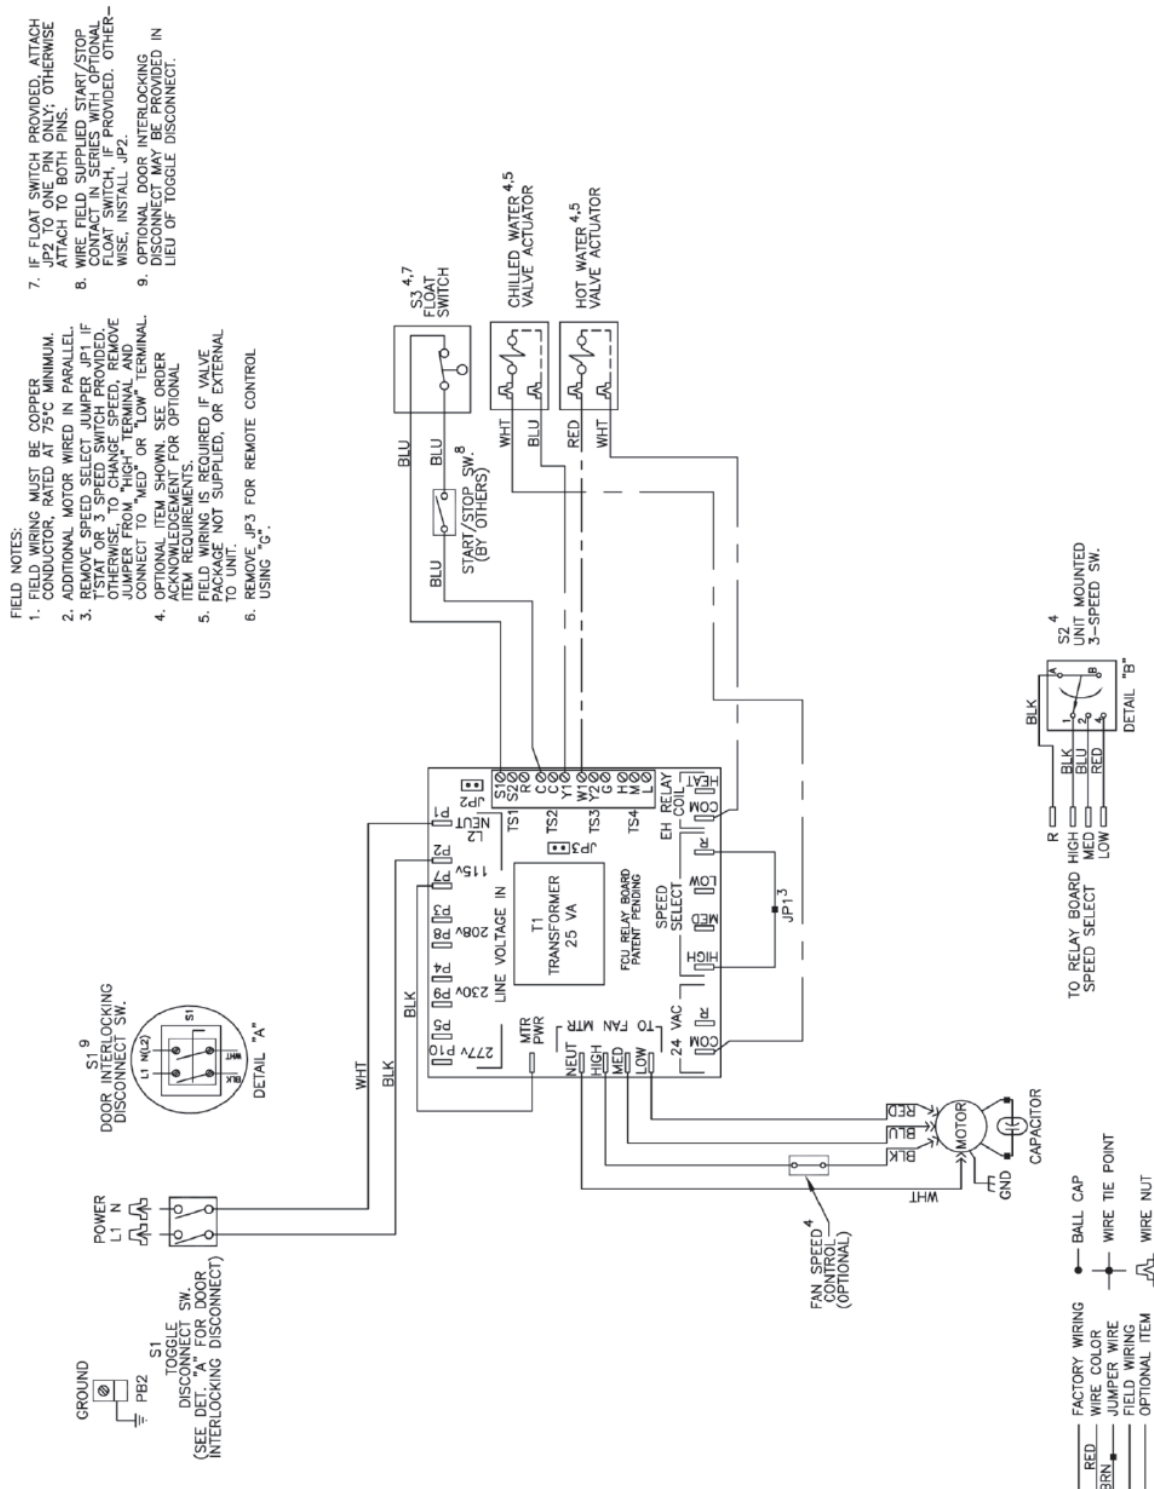 FIELD NOTES:
1. FIELD WIRING MUST BE COPPER
CONDUCTOR, RATED AT 75°C MINIMUM.
2. ADDITIONAL MOTOR WIRED IN PARALLEL.
3. REMOVE SPEED SELECT JUMPER JP1 IF
T'STAT OR 3 SPEED SWITCH PROVIDED.
OTHERWISE, TO CHANGE SPEED, REMOVE
JUMPER FROM "HIGH" TERMINAL AND
CONNECT TO "MED" OR "LOW" TERMINAL.
4. OPTIONAL ITEM SHOWN. SEE ORDER
ACKNOWLEDGEMENT FOR OPTIONAL
ITEM REQUIREMENTS.
5. FIELD WIRING IS REQUIRED IF VALVE
PACKAGE NOT SUPPLIED, OR EXTERNAL
TO UNIT.
6. REMOVE JP3 FOR REMOTE CONTROL
USING "G".
7. IF FLOAT SWITCH PROVIDED, ATTACH
JP2 TO ONE PIN ONLY; OTHERWISE
ATTACH TO BOTH PINS.
8. WIRE FIELD SUPPLIED START/STOP
CONTACT IN SERIES WITH OPTIONAL
FLOAT SWITCH, IF PROVIDED. OTHER-
WISE, INSTALL JP2.
9. OPTIONAL DOOR INTERLOCKING
DISCONNECT MAY BE PROVIDED IN
LIEU OF TOGGLE DISCONNECT.
GROUND
PB2
S1
TOGGLE
DISCONNECT SW.
(SEE DET. "A" FOR DOOR
INTERLOCKING DISCONNECT)
POWER
L1 N
S1 9
DOOR INTERLOCKING
DISCONNECT SW.
L1 N(L2)
S1
BLK WHT
DETAIL "A"
WHT
BLK
BLK
277v P10 P5
230v P9 P4
208v P8 P3
115v P7 P2
NEUT P1
L2
LINE VOLTAGE IN
MTR
PWR
JP2
T1
TRANSFORMER
25 VA
JP3
FCU RELAY BOARD
PATENT PENDING
TS1
TS2
TS3
TS4
S1
S2
R
C
C
Y1
W1
Y2
G
H
M
L
NEUT
HIGH
MED
LOW
TO FAN MTR
24 VAC
COM
R
SPEED
SELECT
HIGH
MED
LOW
R
EH RELAY
COIL
COM
HEAT
JP1 3
BLU
BLU
BLU
START/STOP SW. 8
(BY OTHERS)
S3 4,7
FLOAT
SWITCH
WHT
BLU
CHILLED WATER 4,5
VALVE ACTUATOR
RED
WHT
HOT WATER 4,5
VALVE ACTUATOR
FAN SPEED 4
CONTROL
(OPTIONAL)
WHT
BLK
BLU
RED
MOTOR
GND
CAPACITOR
S2 4
UNIT MOUNTED
3-SPEED SW.
BLK
A
B
1
2
4
BLK
BLU
RED
R
HIGH
MED
LOW
TO RELAY BOARD
SPEED SELECT
DETAIL "B"
FACTORY WIRING
RED WIRE COLOR
BRN JUMPER WIRE
FIELD WIRING
OPTIONAL ITEM
BALL CAP
WIRE TIE POINT
WIRE NUT